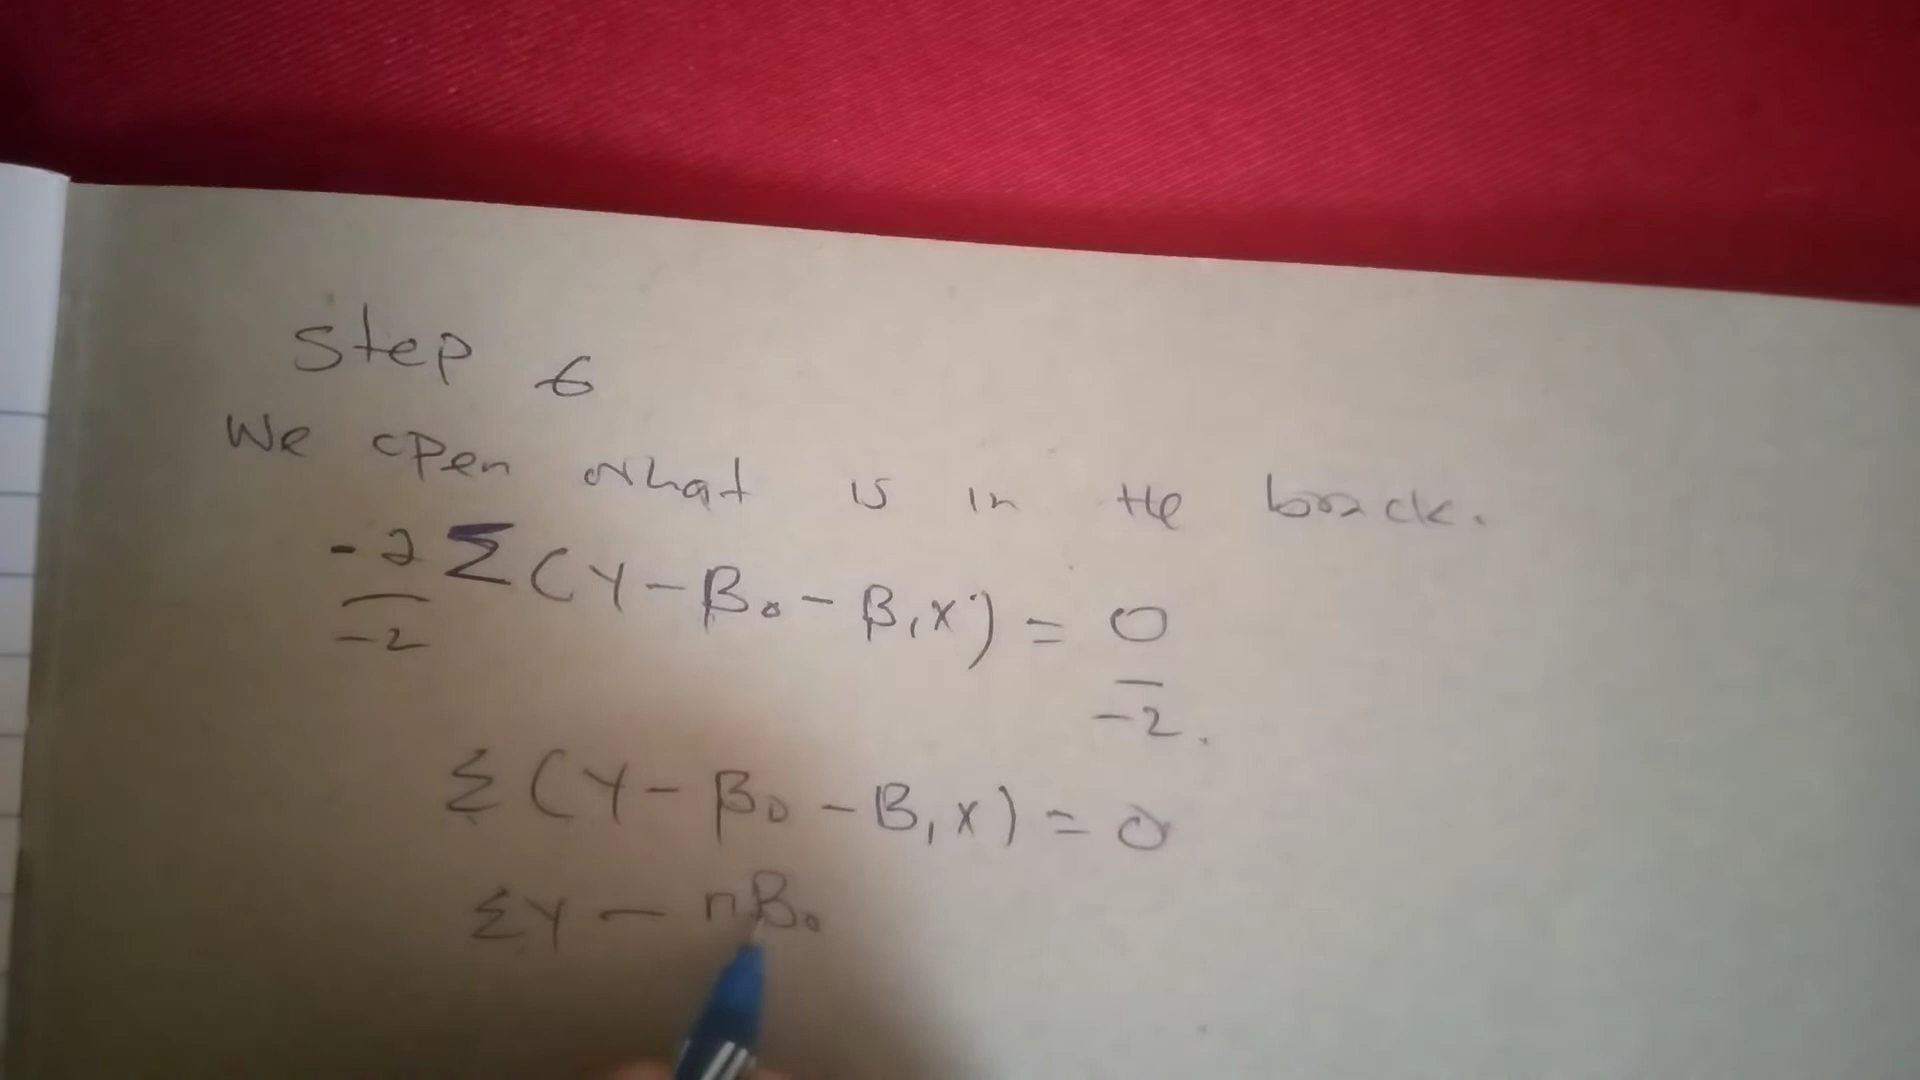 Step 6
We open what is in the brack.
-2 Σ(Y - β₀ - β₁x) = 0
-2 -2.
Σ(Y - β₀ - β₁x) = 0
ΣY - nβ₀